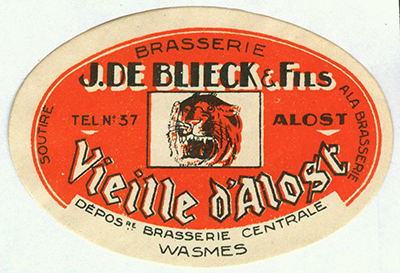 BRASSERIE
J. DE BLIECK & FILS
SOUTIRÉ
TEL Nº 37
ALOST
A LA BRASSERIE
Vieille d'Alost
DÉPOSRE BRASSERIE CENTRALE
WASMES